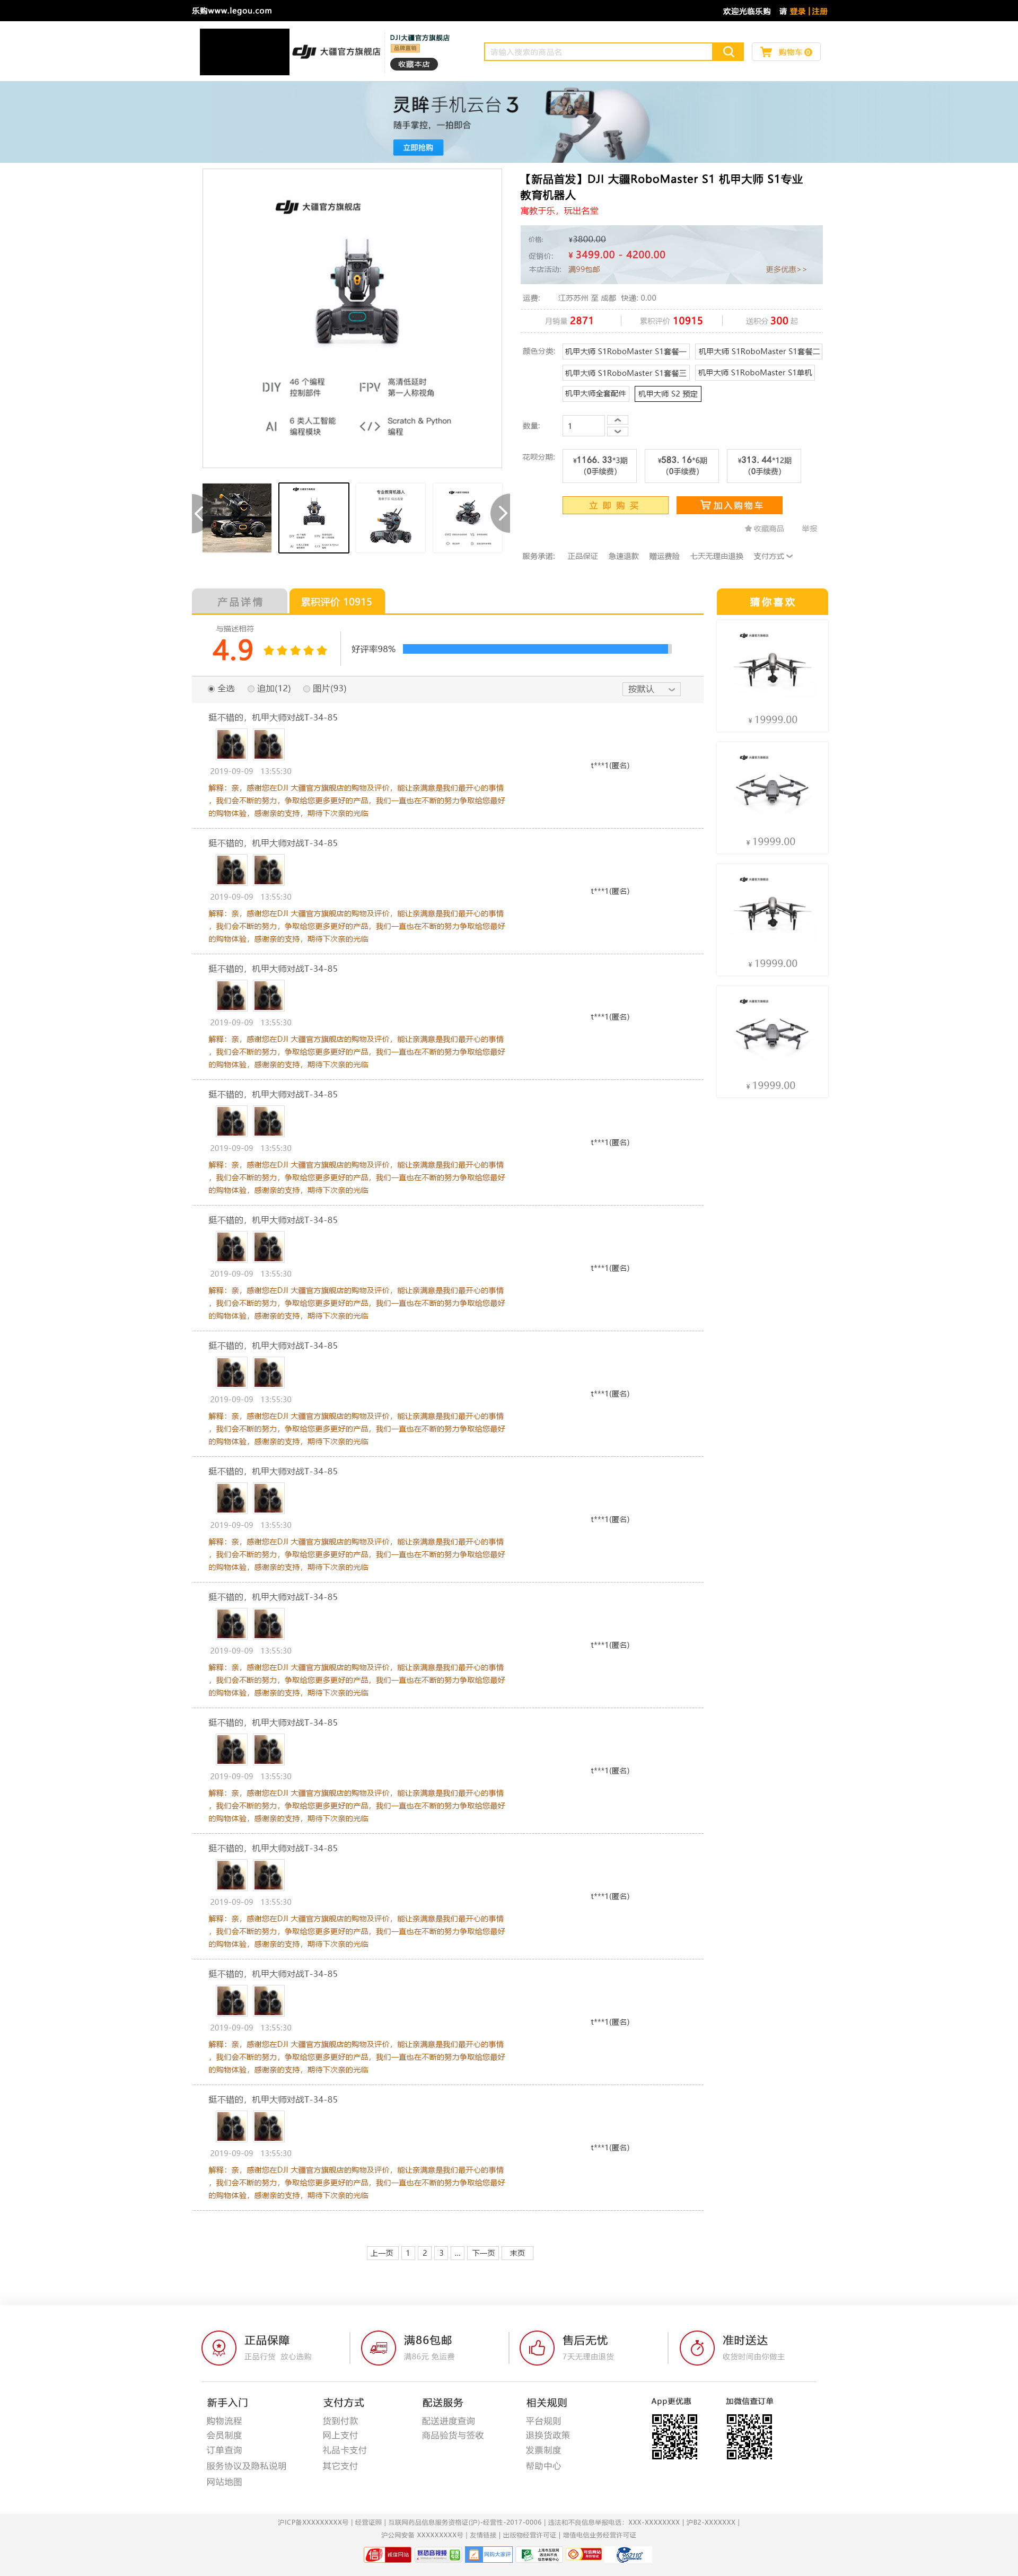 乐购www.legou.com
欢迎光临乐购 请 登录 | 注册
dji 大疆官方旗舰店
DJI大疆官方旗舰店
品牌直销
收藏本店
请输入搜索的商品名
购物车 0
灵眸手机云台 3
随手掌控，一拍即合
立即抢购
大疆官方旗舰店
DIY 46 个编程
控制部件
FPV 高清低延时
第一人称视角
AI 6 类人工智能
编程模块
</> Scratch & Python
编程
专业教育机器人
【新品首发】DJI 大疆RoboMaster S1 机甲大师 S1专业
教育机器人
寓教于乐，玩出名堂
价格: ¥3800.00
促销价: ¥ 3499.00 - 4200.00
本店活动: 满99包邮 更多优惠>>
运费: 江苏苏州 至 成都 快递: 0.00
月销量 2871
累积评价 10915
送积分 300 起
颜色分类:
机甲大师 S1RoboMaster S1套餐一
机甲大师 S1RoboMaster S1套餐二
机甲大师 S1RoboMaster S1套餐三
机甲大师 S1RoboMaster S1单机
机甲大师全套配件
机甲大师 S2 预定
数量: 1
花呗分期:
¥1166. 33*3期
（0手续费）
¥583. 16*6期
（0手续费）
¥313. 44*12期
（0手续费）
立 即 购 买
加入购物车
收藏商品 举报
服务承诺: 正品保证 急速退款 赠运费险 七天无理由退换 支付方式
产品详情
累积评价 10915
猜你喜欢
与描述相符
4.9
好评率98%
全选 追加(12) 图片(93)
按默认
大疆官方旗舰店
¥ 19999.00
大疆官方旗舰店
¥ 19999.00
大疆官方旗舰店
¥ 19999.00
大疆官方旗舰店
¥ 19999.00
挺不错的，机甲大师对战T-34-85
t***1(匿名)
2019-09-09 13:55:30
解释：亲，感谢您在DJI 大疆官方旗舰店的购物及评价，能让亲满意是我们最开心的事情
，我们会不断的努力，争取给您更多更好的产品，我们一直也在不断的努力争取给您最好
的购物体验，感谢亲的支持，期待下次亲的光临
挺不错的，机甲大师对战T-34-85
t***1(匿名)
2019-09-09 13:55:30
解释：亲，感谢您在DJI 大疆官方旗舰店的购物及评价，能让亲满意是我们最开心的事情
，我们会不断的努力，争取给您更多更好的产品，我们一直也在不断的努力争取给您最好
的购物体验，感谢亲的支持，期待下次亲的光临
挺不错的，机甲大师对战T-34-85
t***1(匿名)
2019-09-09 13:55:30
解释：亲，感谢您在DJI 大疆官方旗舰店的购物及评价，能让亲满意是我们最开心的事情
，我们会不断的努力，争取给您更多更好的产品，我们一直也在不断的努力争取给您最好
的购物体验，感谢亲的支持，期待下次亲的光临
挺不错的，机甲大师对战T-34-85
t***1(匿名)
2019-09-09 13:55:30
解释：亲，感谢您在DJI 大疆官方旗舰店的购物及评价，能让亲满意是我们最开心的事情
，我们会不断的努力，争取给您更多更好的产品，我们一直也在不断的努力争取给您最好
的购物体验，感谢亲的支持，期待下次亲的光临
挺不错的，机甲大师对战T-34-85
t***1(匿名)
2019-09-09 13:55:30
解释：亲，感谢您在DJI 大疆官方旗舰店的购物及评价，能让亲满意是我们最开心的事情
，我们会不断的努力，争取给您更多更好的产品，我们一直也在不断的努力争取给您最好
的购物体验，感谢亲的支持，期待下次亲的光临
挺不错的，机甲大师对战T-34-85
t***1(匿名)
2019-09-09 13:55:30
解释：亲，感谢您在DJI 大疆官方旗舰店的购物及评价，能让亲满意是我们最开心的事情
，我们会不断的努力，争取给您更多更好的产品，我们一直也在不断的努力争取给您最好
的购物体验，感谢亲的支持，期待下次亲的光临
挺不错的，机甲大师对战T-34-85
t***1(匿名)
2019-09-09 13:55:30
解释：亲，感谢您在DJI 大疆官方旗舰店的购物及评价，能让亲满意是我们最开心的事情
，我们会不断的努力，争取给您更多更好的产品，我们一直也在不断的努力争取给您最好
的购物体验，感谢亲的支持，期待下次亲的光临
挺不错的，机甲大师对战T-34-85
t***1(匿名)
2019-09-09 13:55:30
解释：亲，感谢您在DJI 大疆官方旗舰店的购物及评价，能让亲满意是我们最开心的事情
，我们会不断的努力，争取给您更多更好的产品，我们一直也在不断的努力争取给您最好
的购物体验，感谢亲的支持，期待下次亲的光临
挺不错的，机甲大师对战T-34-85
t***1(匿名)
2019-09-09 13:55:30
解释：亲，感谢您在DJI 大疆官方旗舰店的购物及评价，能让亲满意是我们最开心的事情
，我们会不断的努力，争取给您更多更好的产品，我们一直也在不断的努力争取给您最好
的购物体验，感谢亲的支持，期待下次亲的光临
挺不错的，机甲大师对战T-34-85
t***1(匿名)
2019-09-09 13:55:30
解释：亲，感谢您在DJI 大疆官方旗舰店的购物及评价，能让亲满意是我们最开心的事情
，我们会不断的努力，争取给您更多更好的产品，我们一直也在不断的努力争取给您最好
的购物体验，感谢亲的支持，期待下次亲的光临
挺不错的，机甲大师对战T-34-85
t***1(匿名)
2019-09-09 13:55:30
解释：亲，感谢您在DJI 大疆官方旗舰店的购物及评价，能让亲满意是我们最开心的事情
，我们会不断的努力，争取给您更多更好的产品，我们一直也在不断的努力争取给您最好
的购物体验，感谢亲的支持，期待下次亲的光临
挺不错的，机甲大师对战T-34-85
t***1(匿名)
2019-09-09 13:55:30
解释：亲，感谢您在DJI 大疆官方旗舰店的购物及评价，能让亲满意是我们最开心的事情
，我们会不断的努力，争取给您更多更好的产品，我们一直也在不断的努力争取给您最好
的购物体验，感谢亲的支持，期待下次亲的光临
上一页 1 2 3 ... 下一页 末页
正品保障
正品行货 放心选购
FREE
满86包邮
满86元 免运费
售后无忧
7天无理由退货
准时送达
收货时间由你做主
新手入门
购物流程
会员制度
订单查询
服务协议及隐私说明
网站地图
支付方式
货到付款
网上支付
礼品卡支付
其它支付
配送服务
配送进度查询
商品验货与签收
相关规则
平台规则
退换货政策
发票制度
帮助中心
App更优惠
加微信查订单
沪ICP备XXXXXXXXX号 | 经营证照 | 互联网药品信息服务资格证(沪)-经营性-2017-0006 | 违法和不良信息举报电话：XXX-XXXXXXXX | 沪B2-XXXXXXX |
沪公网安备 XXXXXXXXX号 | 友情链接 | 出版物经营许可证 | 增值电信业务经营许可证
信 诚信网站
网购大家评
可信网站